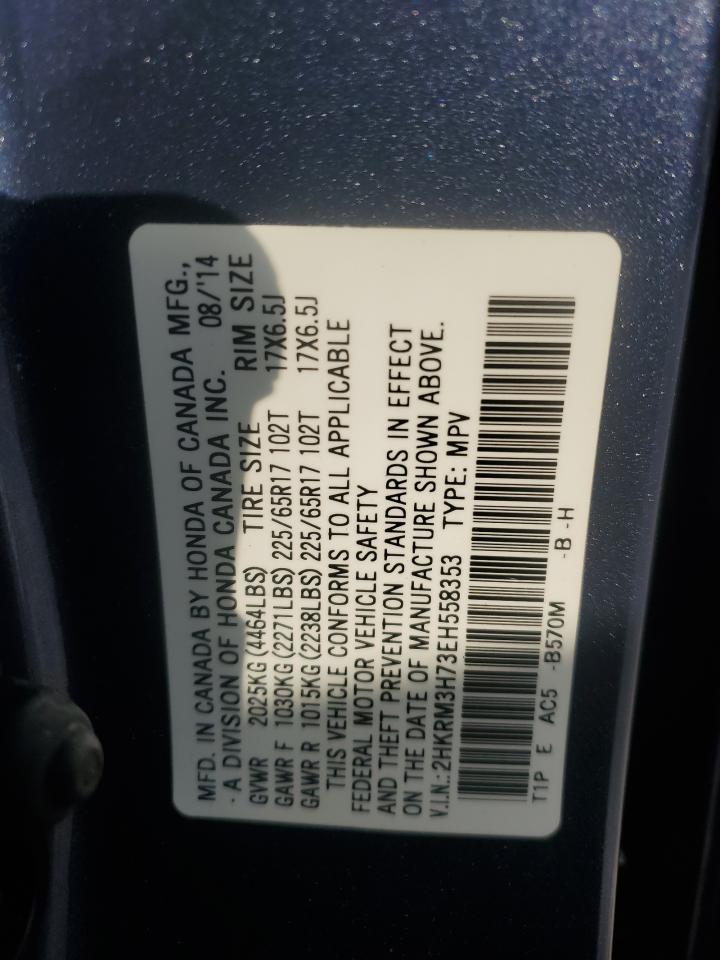 MFD. IN CANADA BY HONDA OF CANADA MFG.,
- A DIVISION OF HONDA CANADA INC. 08/'14
GVWR 2025KG (4464LBS) TIRE SIZE RIM SIZE
GAWR F 1030KG (2271LBS) 225/65R17 102T 17X6.5J
GAWR R 1015KG (2238LBS) 225/65R17 102T 17X6.5J
THIS VEHICLE CONFORMS TO ALL APPLICABLE
FEDERAL MOTOR VEHICLE SAFETY
AND THEFT PREVENTION STANDARDS IN EFFECT
ON THE DATE OF MANUFACTURE SHOWN ABOVE.
V.I.N.: 2HKRM3H73EH558353 TYPE: MPV
T1P E AC5 -B570M -B -H